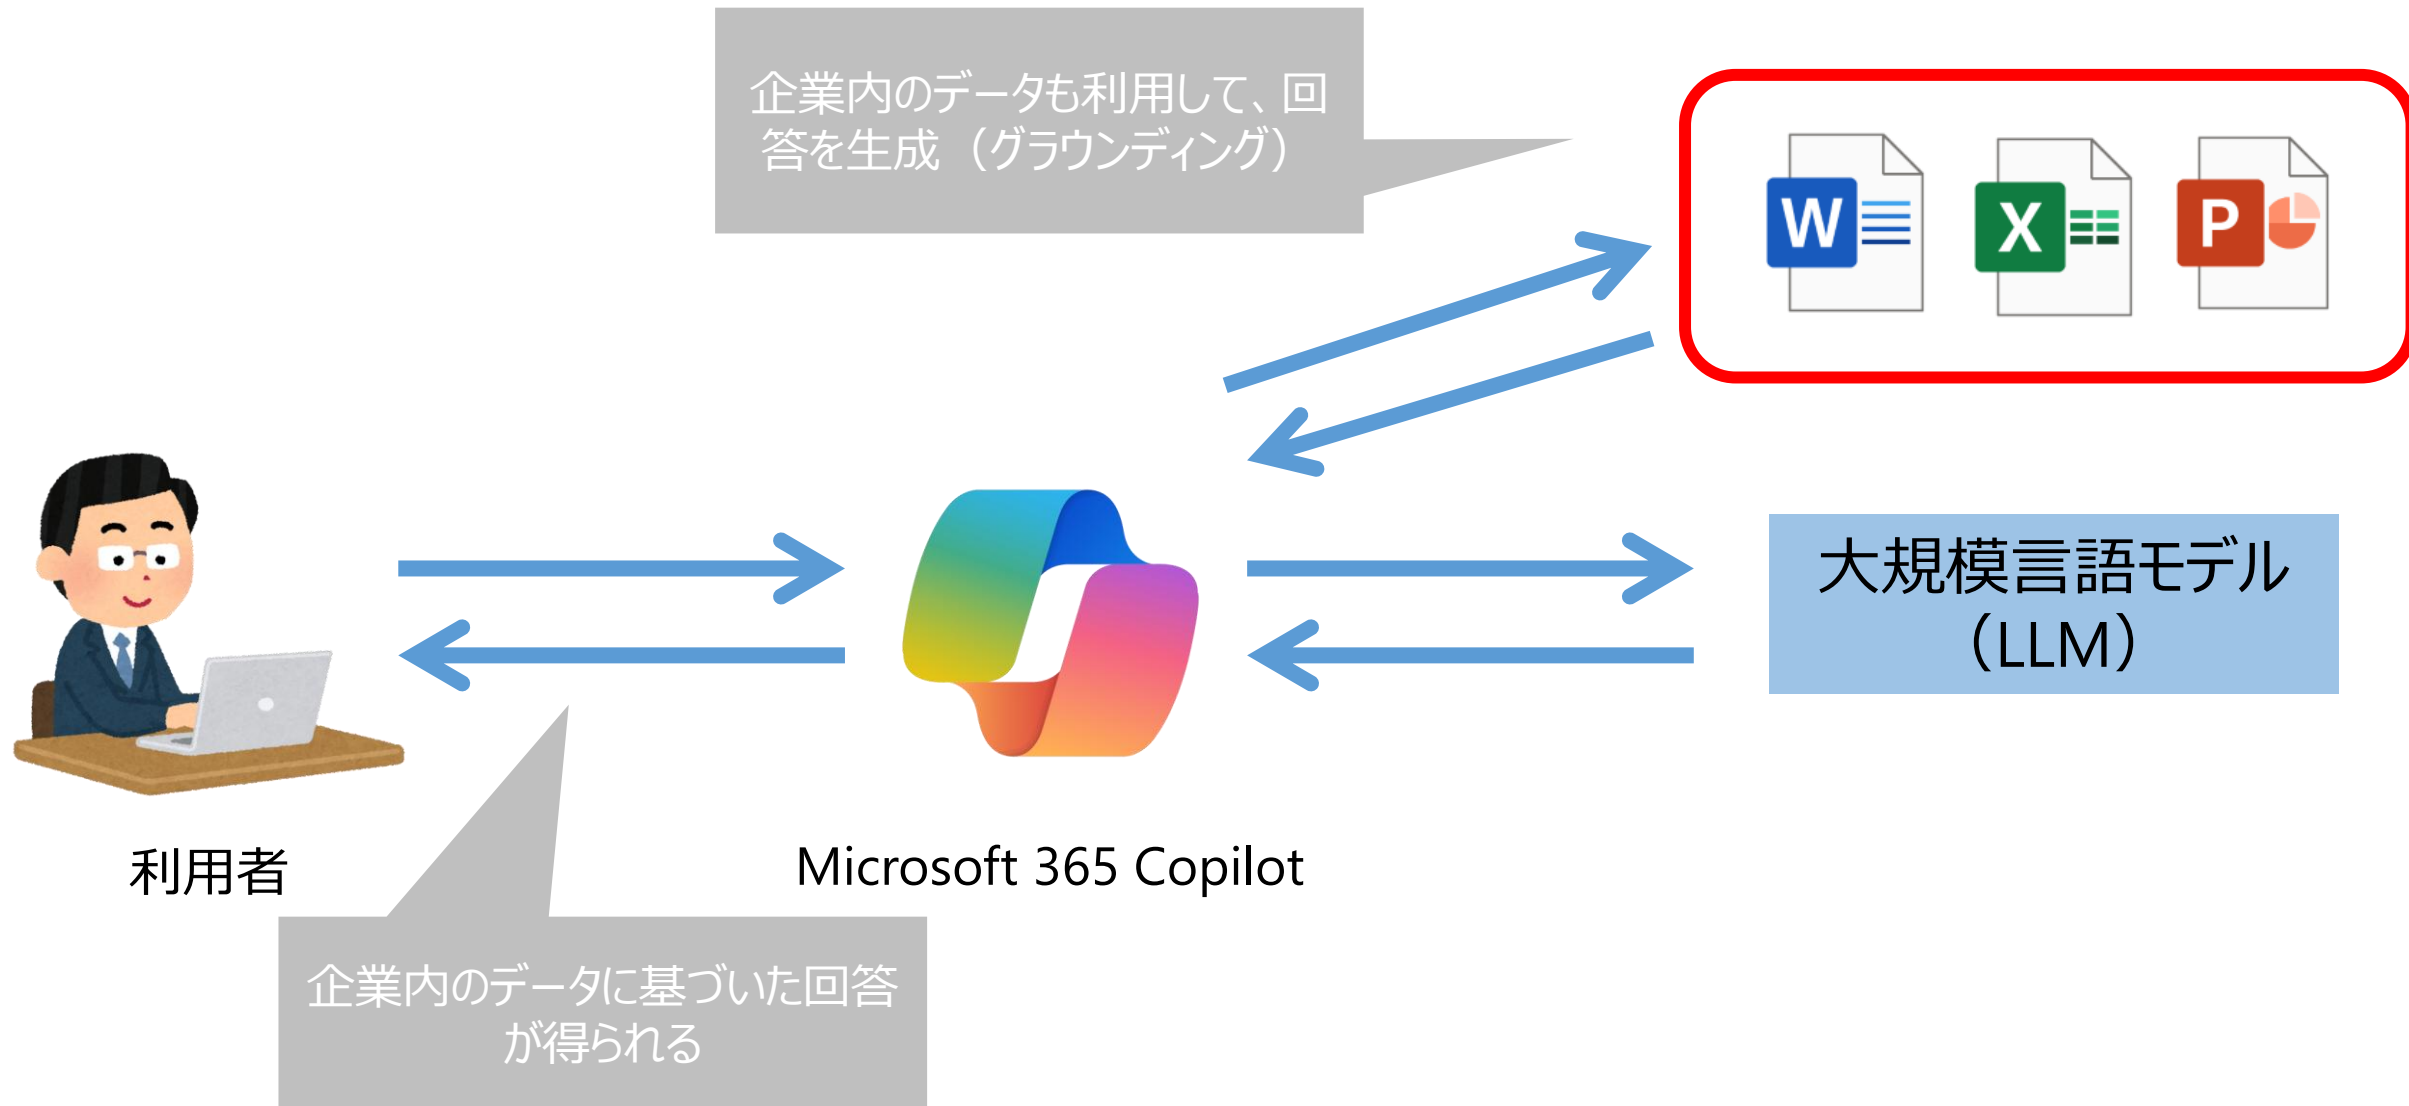 企業内のデータも利用して、回
答を生成（グラウンディング）
W
X
P
大規模言語モデル
（LLM）
利用者
Microsoft 365 Copilot
企業内のデータに基づいた回答
が得られる